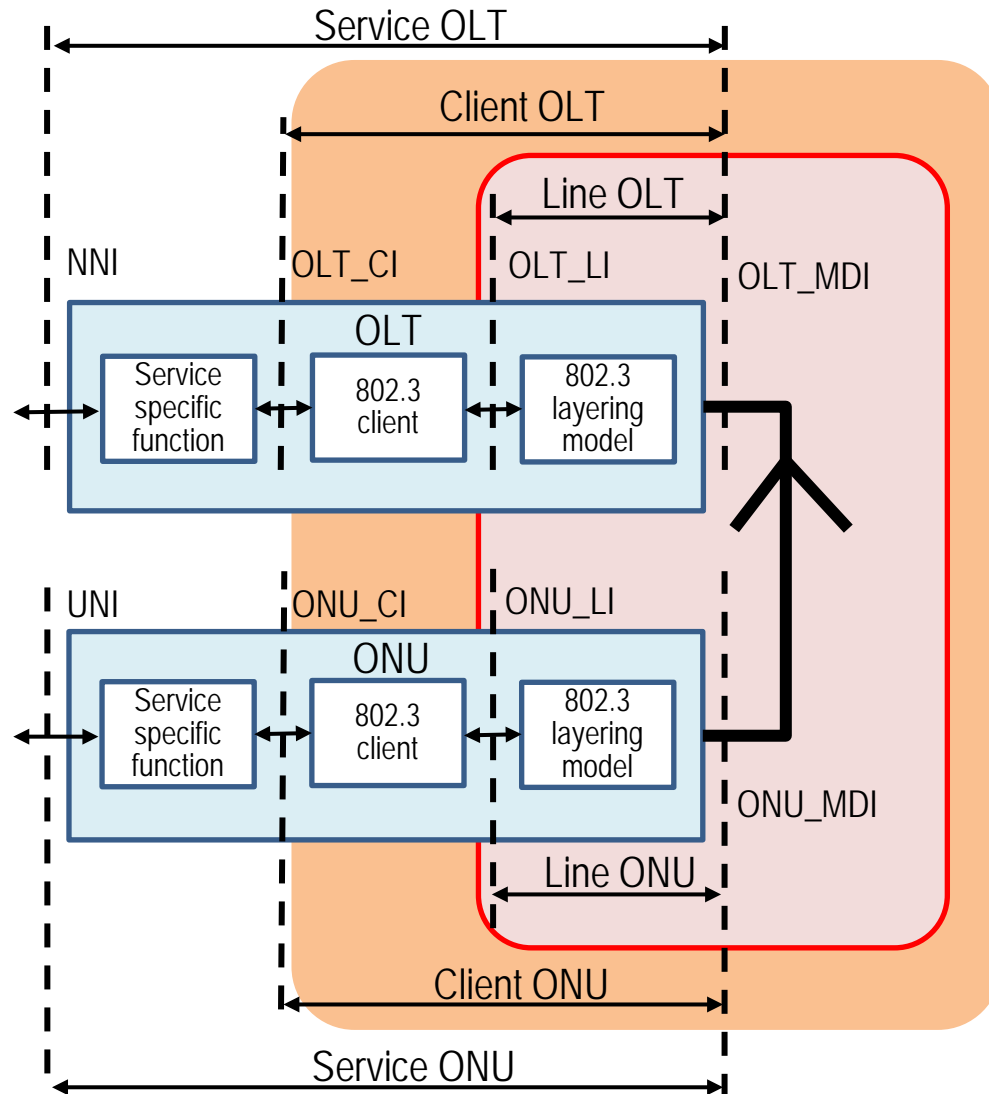 Service OLT
Client OLT
Line OLT
NNI
OLT_CI
OLT_LI
OLT_MDI
OLT
Service
specific
function
802.3
client
802.3
layering
model
UNI
ONU_CI
ONU_LI
ONU
Service
specific
function
802.3
client
802.3
layering
model
ONU_MDI
Line ONU
Client ONU
Service ONU